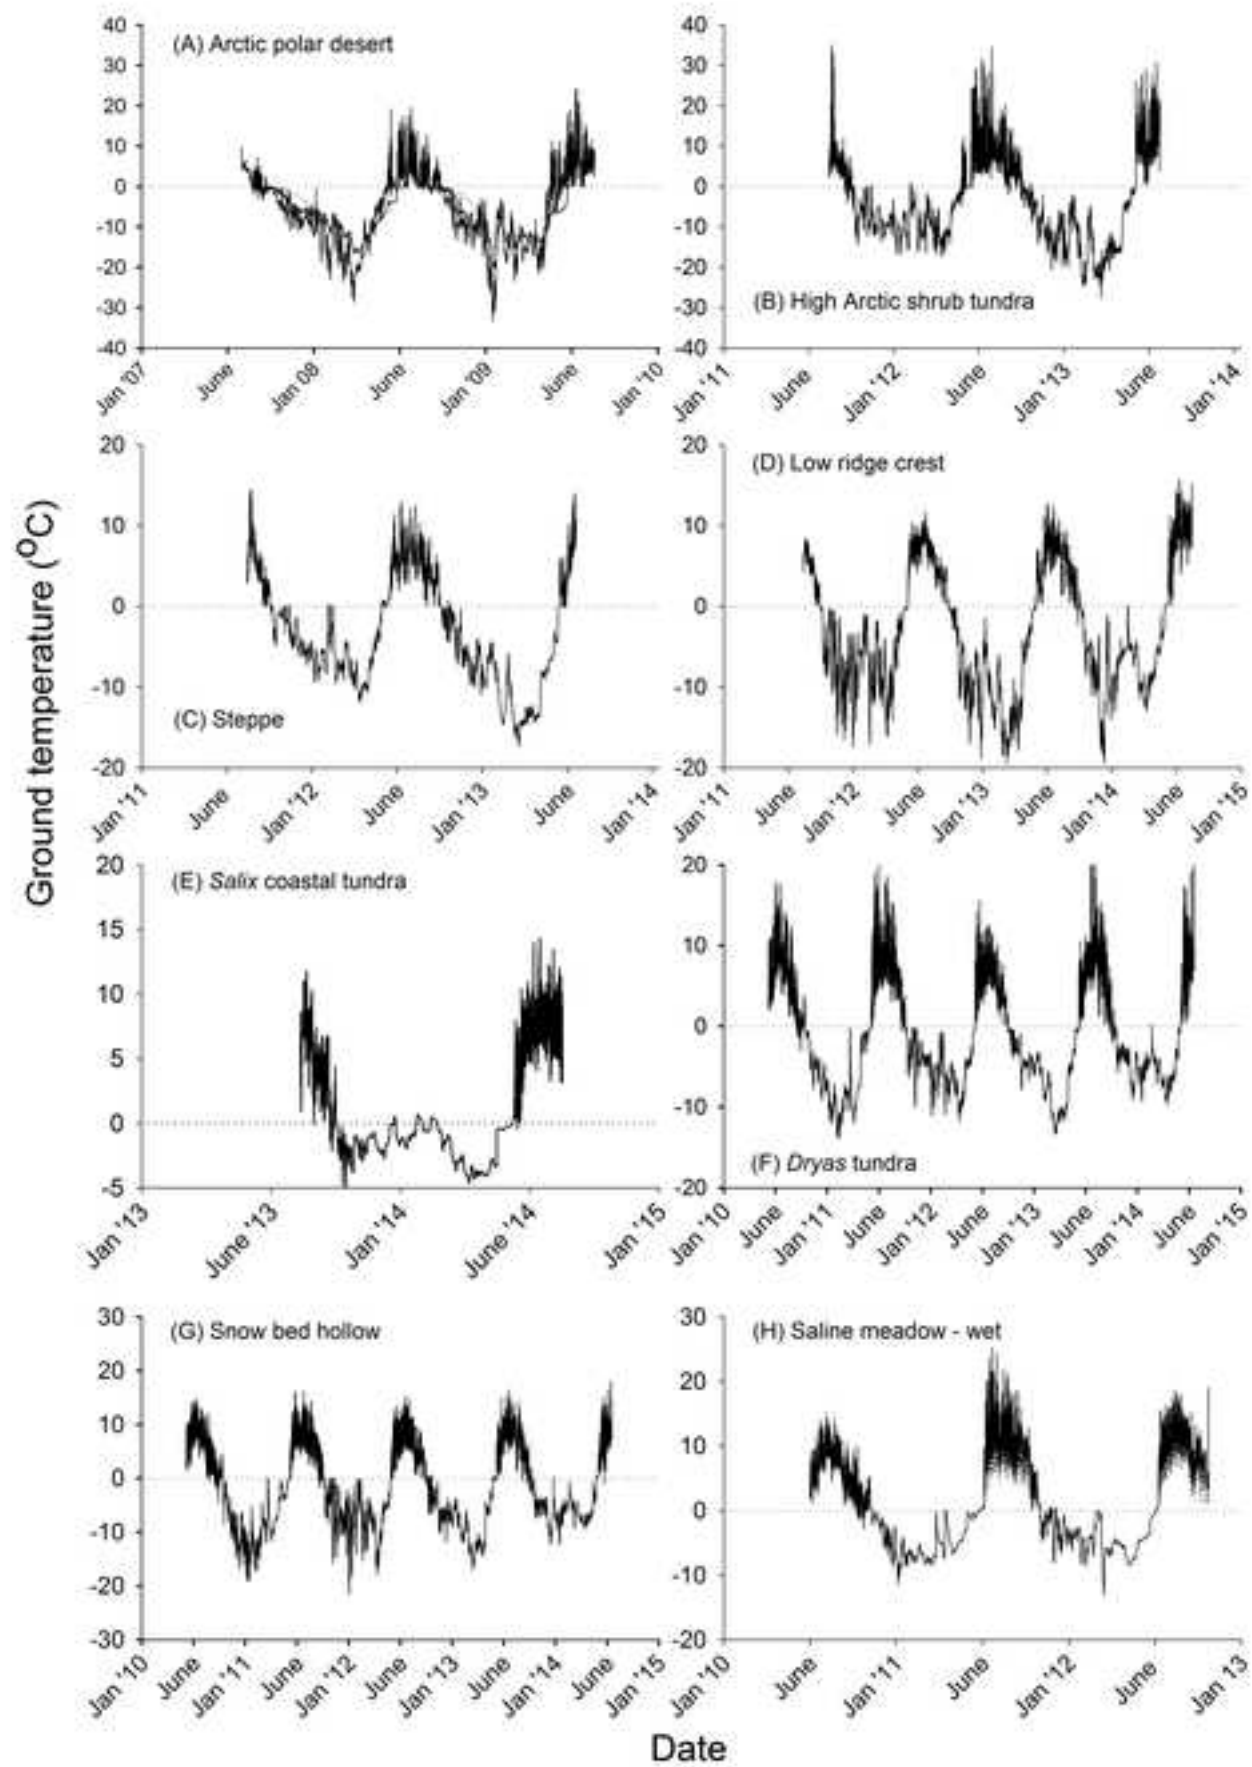 Ground temperature (ºC)
(A) Arctic polar desert
40
30
20
10
0
-10
-20
-30
-40
Jan '07
June
Jan '08
June
Jan '09
June
Jan '10
(B) High Arctic shrub tundra
40
30
20
10
0
-10
-20
-30
-40
Jan '11
June
Jan '12
June
Jan '13
June
Jan '14
(C) Steppe
20
10
0
-10
-20
Jan '11
June
Jan '12
June
Jan '13
June
Jan '14
(D) Low ridge crest
20
10
0
-10
-20
Jan '11
June
Jan '12
June
Jan '13
June
Jan '14
June
Jan '15
(E) Salix coastal tundra
20
15
10
5
0
-5
Jan '13
June '13
Jan '14
June '14
Jan '15
(F) Dryas tundra
20
10
0
-10
-20
Jan '10
June
Jan '11
June
Jan '12
June
Jan '13
June
Jan '14
June
Jan '15
(G) Snow bed hollow
30
20
10
0
-10
-20
-30
Jan '10
June
Jan '11
June
Jan '12
June
Jan '13
June
Jan '14
June
Jan '15
(H) Saline meadow - wet
30
20
10
0
-10
-20
Jan '10
June
Jan '11
June
Jan '12
June
Jan '13
Date